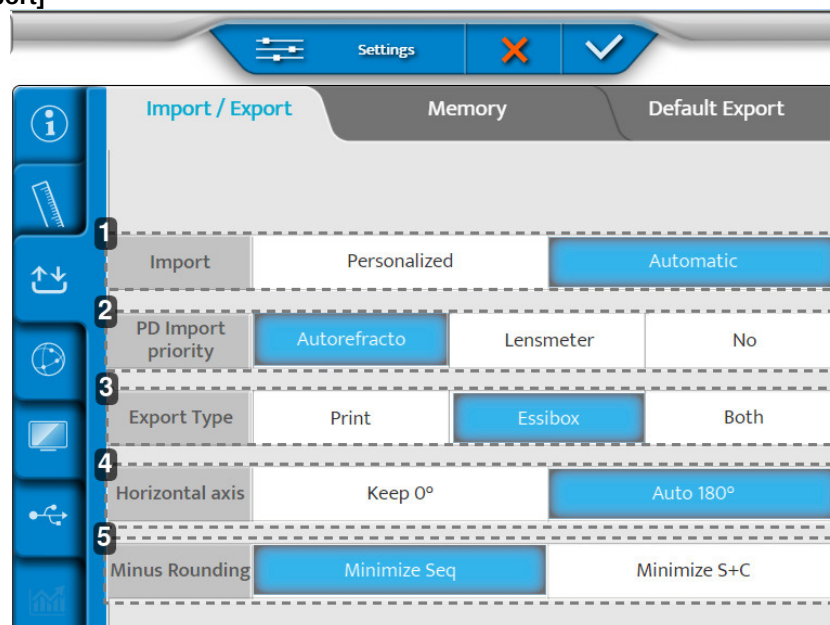 port]
Settings
Import / Export Memory Default Export
1
Import Personalized Automatic
2
PD Import
priority Autorefracto Lensmeter No
3
Export Type Print Essibox Both
4
Horizontal axis Keep 0° Auto 180°
5
Minus Rounding Minimize Seq Minimize S+C